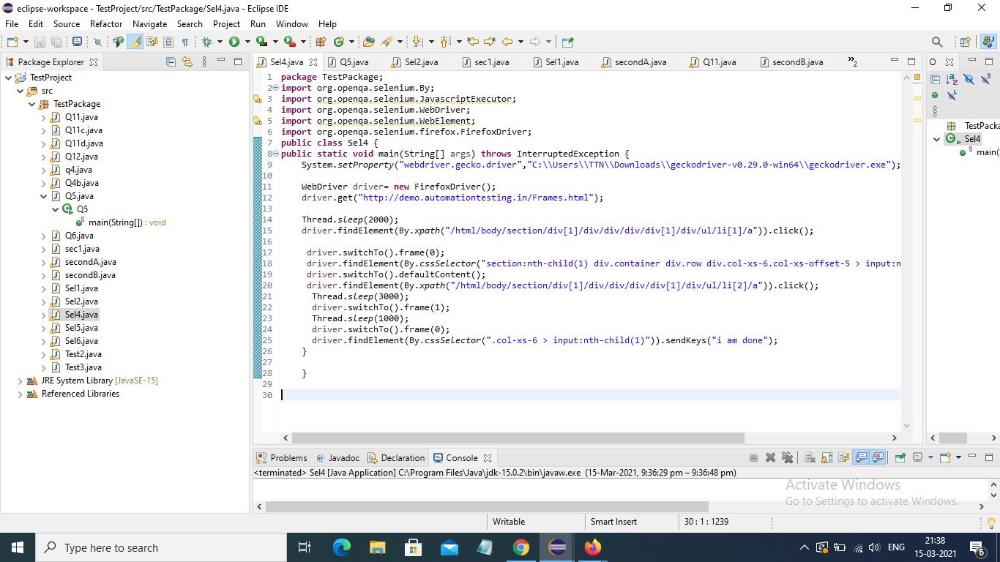 eclipse-workspace - TestProject/src/TestPackage/Sel4.java - Eclipse IDE
File Edit Source Refactor Navigate Search Project Run Window Help
Package Explorer
TestProject
src
TestPackage
Q11.java
Q11c.java
Q11d.java
Q12.java
q4.java
Q4b.java
Q5.java
Q5
main(String[]) : void
Q6.java
sec1.java
secondA.java
secondB.java
Sel1.java
Sel2.java
Sel4.java
Sel5.java
Sel6.java
Test2.java
Test3.java
JRE System Library [JavaSE-15]
Referenced Libraries
Sel4.java Q5.java Sel2.java sec1.java Sel1.java secondA.java Q11.java secondB.java »2
1 package TestPackage;
2 import org.openqa.selenium.By;
3 import org.openqa.selenium.JavascriptExecutor;
4 import org.openqa.selenium.WebDriver;
5 import org.openqa.selenium.WebElement;
6 import org.openqa.selenium.firefox.FirefoxDriver;
7 public class Sel4 {
8 public static void main(String[] args) throws InterruptedException {
9 System.setProperty("webdriver.gecko.driver","C:\\Users\\TTN\\Downloads\\geckodriver-v0.29.0-win64\\geckodriver.exe");
10
11 WebDriver driver= new FirefoxDriver();
12 driver.get("http://demo.automationtesting.in/Frames.html");
13
14 Thread.sleep(2000);
15 driver.findElement(By.xpath("/html/body/section/div[1]/div/div/div/div[1]/div/ul/li[1]/a")).click();
16
17 driver.switchTo().frame(0);
18 driver.findElement(By.cssSelector("section:nth-child(1) div.container div.row div.col-xs-6.col-xs-offset-5 > input:n
19 driver.switchTo().defaultContent();
20 driver.findElement(By.xpath("/html/body/section/div[1]/div/div/div/div[1]/div/ul/li[2]/a")).click();
21 Thread.sleep(3000);
22 driver.switchTo().frame(1);
23 Thread.sleep(1000);
24 driver.switchTo().frame(0);
25 driver.findElement(By.cssSelector(".col-xs-6 > input:nth-child(1)")).sendKeys("i am done");
26 }
27
28 }
29
30
O
TestPacka
Sel4
main(
Problems @ Javadoc Declaration Console
<terminated> Sel4 [Java Application] C:\Program Files\Java\jdk-15.0.2\bin\javaw.exe (15-Mar-2021, 9:36:29 pm – 9:36:48 pm)
Activate Windows
Go to Settings to activate Windows.
Writable Smart Insert 30 : 1 : 1239
Type here to search
ENG
21:38
15-03-2021
6